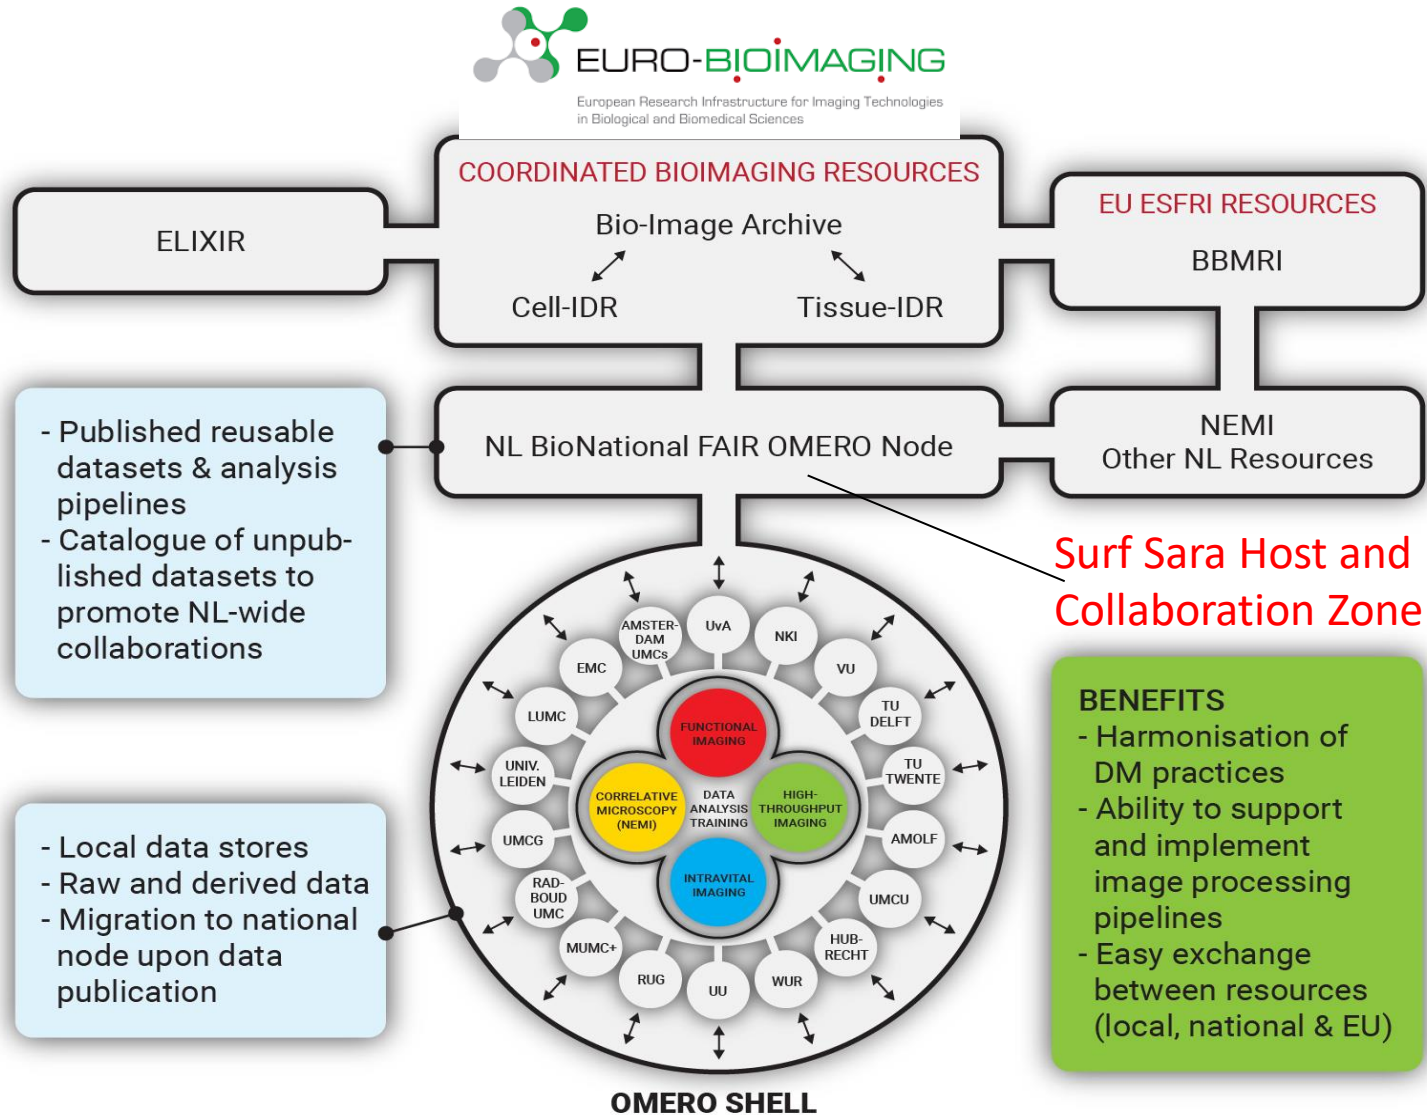 EURO-BIOIMAGING
European Research Infrastructure for Imaging Technologies
in Biological and Biomedical Sciences
COORDINATED BIOIMAGING RESOURCES
Bio-Image Archive
Cell-IDR
Tissue-IDR
ELIXIR
EU ESFRI RESOURCES
BBMRI
NL BioNational FAIR OMERO Node
NEMI
Other NL Resources
- Published reusable
datasets & analysis
pipelines
- Catalogue of unpub-
lished datasets to
promote NL-wide
collaborations
Surf Sara Host and
Collaboration Zone
UvA
NKI
VU
TU
DELFT
TU
TWENTE
AMOLF
UMCU
HUB-
RECHT
WUR
UU
RUG
MUMC+
RAD-
BOUD
UMC
UMCG
UNIV.
LEIDEN
LUMC
EMC
AMSTER-
DAM
UMCs
FUNCTIONAL
IMAGING
CORRELATIVE
MICROSCOPY
(NEMI)
DATA
ANALYSIS
TRAINING
HIGH-
THROUGHPUT
IMAGING
INTRAVITAL
IMAGING
- Local data stores
- Raw and derived data
- Migration to national
node upon data
publication
BENEFITS
- Harmonisation of
DM practices
- Ability to support
and implement
image processing
pipelines
- Easy exchange
between resources
(local, national & EU)
OMERO SHELL